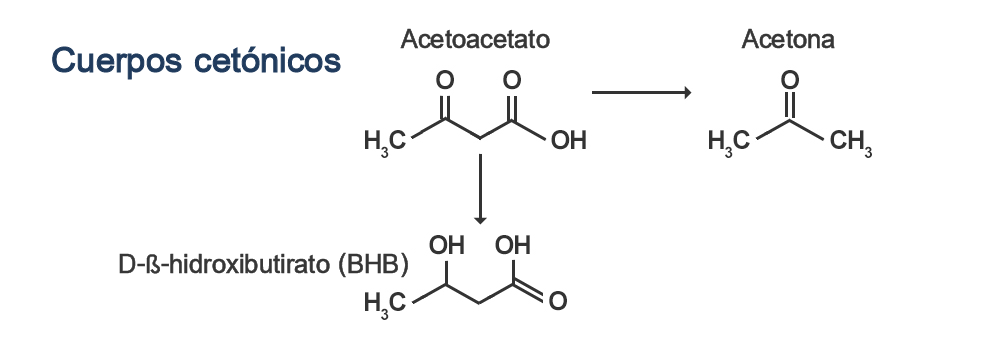 Cuerpos cetónicos
Acetoacetato
O O
H₃C OH
Acetona
O
H₃C CH₃
D-ß-hidroxibutirato (BHB)
OH OH
H₃C O